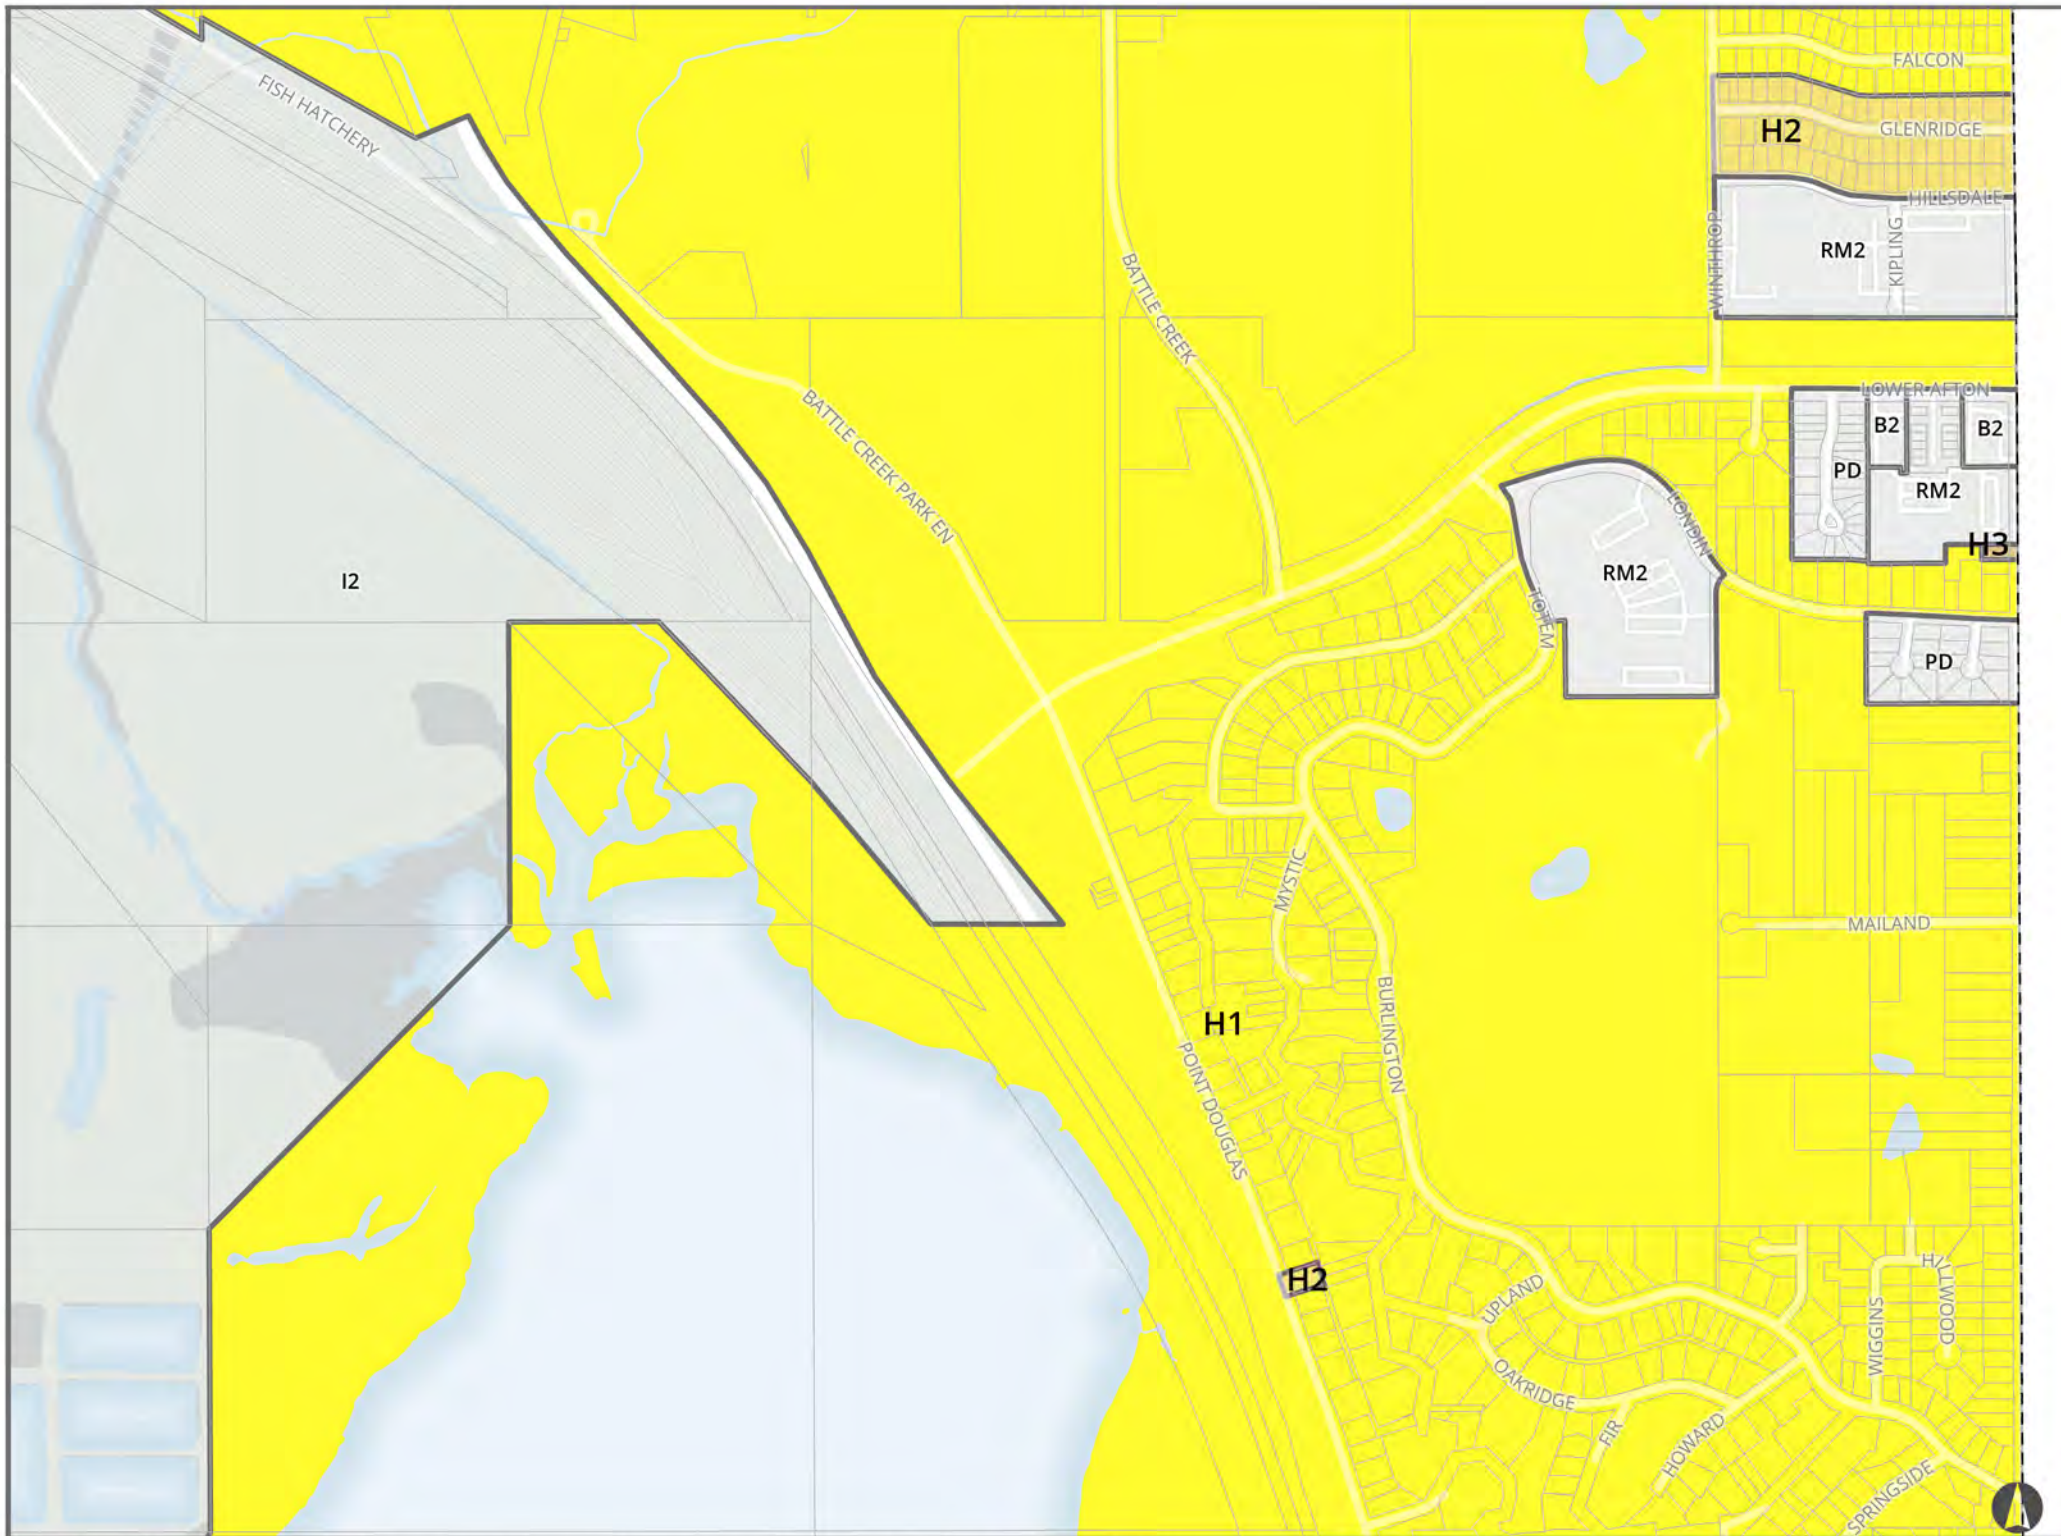 FALCON
FISH HATCHERY
H2
GLENRIDGE
HILLSDALE
WINTHROP
RM2
KIPLING
BATTLE CREEK
LOWER AFTON
BATTLE CREEK PARK EN
B2
B2
PD
RM2
LONDIN
H3
I2
RM2
TOTEM
PD
MYSTIC
MAILAND
H1
BURLINGTON
POINT DOUGLAS
H2
UPLAND
HALLWOOD
WIGGINS
OAKRIDGE
FIR
HOWARD
SPRINGSIDE